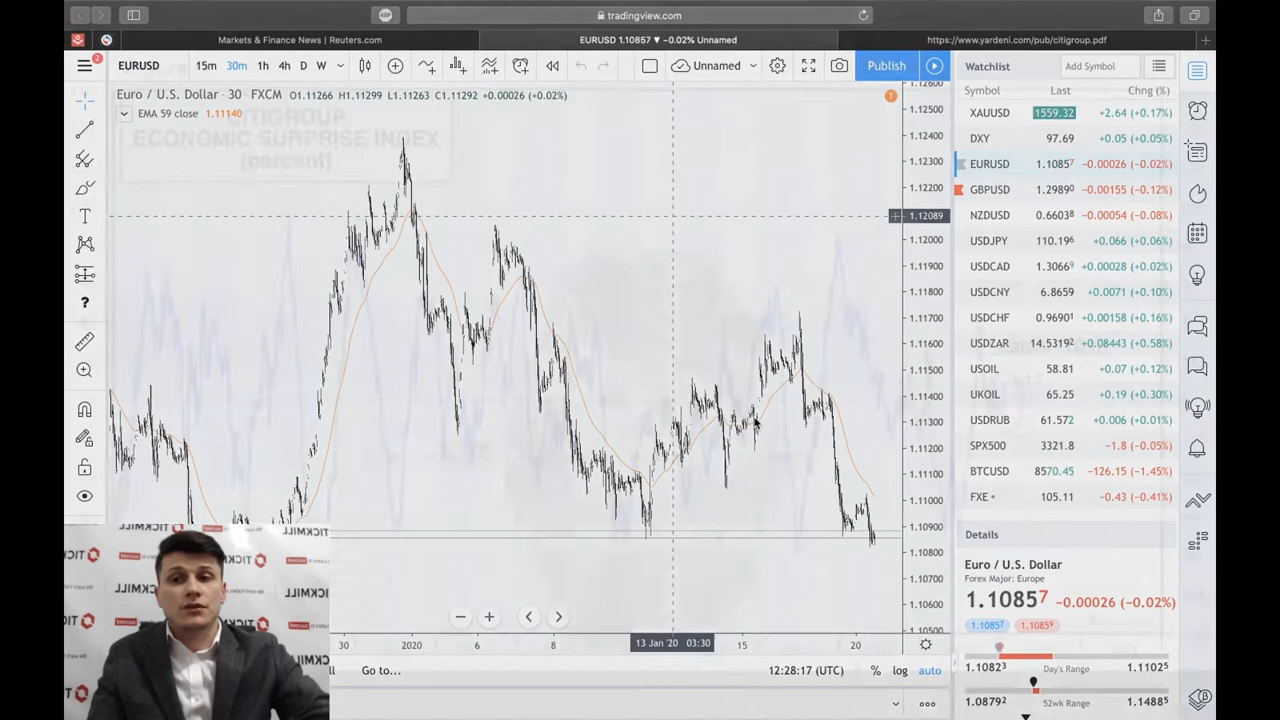 tradingview.com
ABP
Markets & Finance News | Reuters.com
EURUSD 1.10857 ▼ −0.02% Unnamed
https://www.yardeni.com/pub/citigroup.pdf
2
EURUSD
15m 30m 1h 4h D W
Unnamed
Publish
Watchlist
Add Symbol
Euro / U.S. Dollar · 30 · FXCM O1.11266 H1.11299 L1.11263 C1.11292 +0.00026 (+0.02%)
EMA 59 close 1.11140
CITIGROUP
ECONOMIC SURPRISE INDEX
(percent)
Symbol Last Chng (%)
XAUUSD 1559.32 +2.64 (+0.17%)
DXY 97.69 +0.05 (+0.05%)
EURUSD 1.10857 −0.00026 (−0.02%)
GBPUSD 1.29890 −0.00155 (−0.12%)
NZDUSD 0.66038 −0.00054 (−0.08%)
USDJPY 110.196 +0.066 (+0.06%)
USDCAD 1.30669 +0.00028 (+0.02%)
USDCNY 6.8659 +0.0071 (+0.10%)
USDCHF 0.96901 +0.00158 (+0.16%)
USDZAR 14.53192 +0.08443 (+0.58%)
USOIL 58.81 +0.07 (+0.12%)
UKOIL 65.25 +0.19 (+0.30%)
USDRUB 61.572 +0.006 (+0.01%)
SPX500 3321.8 −1.8 (−0.05%)
BTCUSD 8570.45 −126.15 (−1.45%)
FXE 105.11 −0.43 (−0.41%)
1.12600
1.12500
1.12400
1.12300
1.12200
1.12089
1.12000
1.11900
1.11800
1.11700
1.11600
1.11500
1.11400
1.11300
1.11200
1.11100
1.11000
1.10900
1.10800
1.10700
1.10600
1.10500
Details
Euro / U.S. Dollar
Forex Major: Europe
1.10857 −0.00026 (−0.02%)
1.10857 1.10859
1.10823 Day's Range 1.11025
1.08792 52wk Range 1.14885
30 2020 6 13 Jan '20 03:30 15 20
Go to...
12:28:17 (UTC)
% log auto
TICKMILL